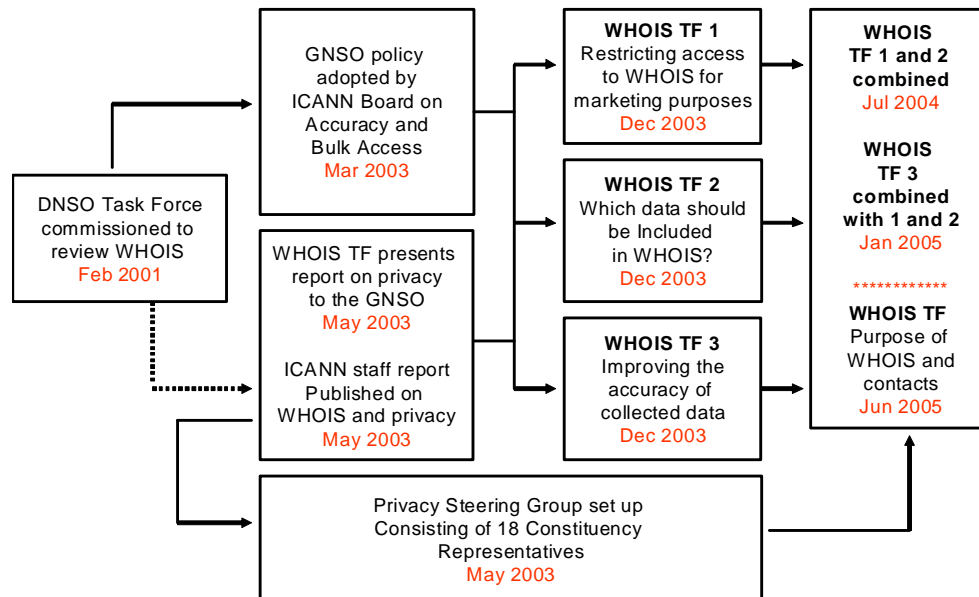 DNSO Task Force
commissioned to
review WHOIS
Feb 2001
GNSO policy
adopted by
ICANN Board on
Accuracy and
Bulk Access
Mar 2003
WHOIS TF presents
report on privacy
to the GNSO
May 2003
ICANN staff report
Published on
WHOIS and privacy
May 2003
Privacy Steering Group set up
Consisting of 18 Constituency
Representatives
May 2003
WHOIS TF 1
Restricting access
to WHOIS for
marketing purposes
Dec 2003
WHOIS TF 2
Which data should
be Included
in WHOIS?
Dec 2003
WHOIS TF 3
Improving the
accuracy of
collected data
Dec 2003
WHOIS
TF 1 and 2
combined
Jul 2004
WHOIS
TF 3
combined
with 1 and 2
Jan 2005
************
WHOIS TF
Purpose of
WHOIS and
contacts
Jun 2005